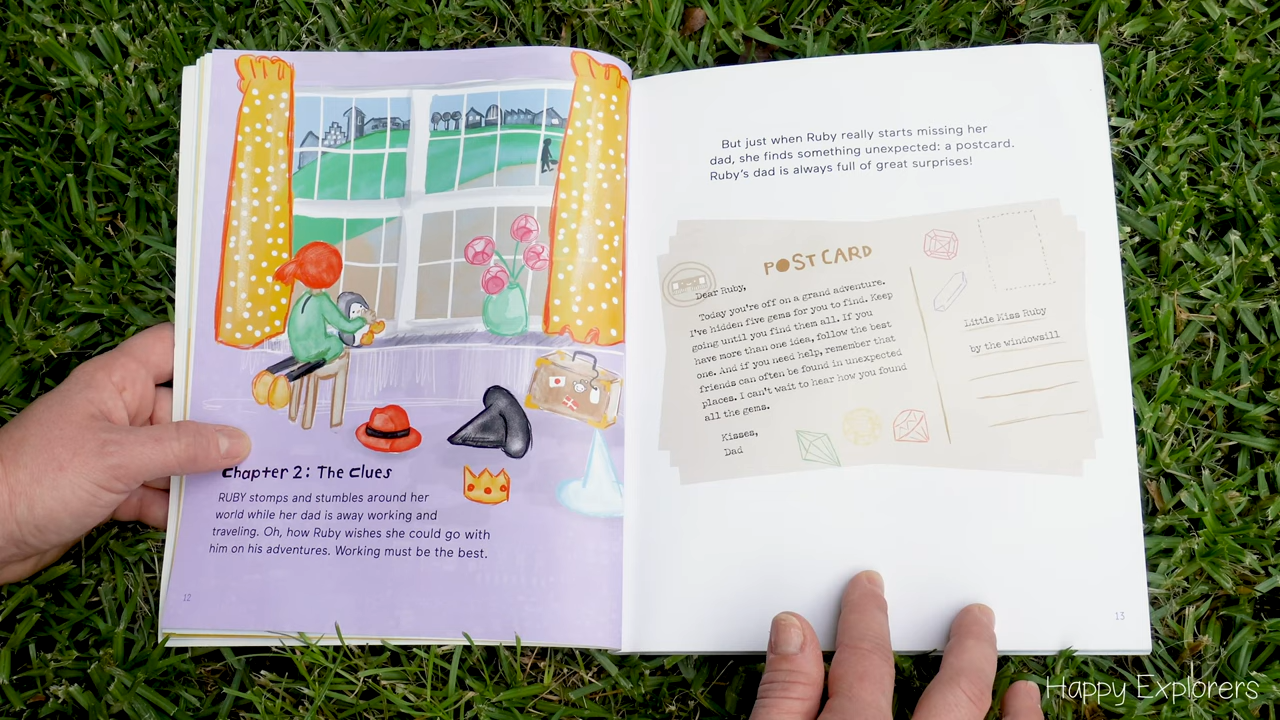 Chapter 2: The Clues
RUBY stomps and stumbles around her
world while her dad is away working and
traveling. Oh, how Ruby wishes she could go with
him on his adventures. Working must be the best.
12
But just when Ruby really starts missing her
dad, she finds something unexpected: a postcard.
Ruby's dad is always full of great surprises!
POSTCARD
Dear Ruby,
Today you're off on a grand adventure.
I've hidden five gems for you to find. Keep
going until you find them all. If you
have more than one idea, follow the best
one. And if you need help, remember that
friends can often be found in unexpected
places. I can't wait to hear how you found
all the gems.
Kisses,
Dad
Little Miss Ruby
by the windowsill
13
Happy Explorers